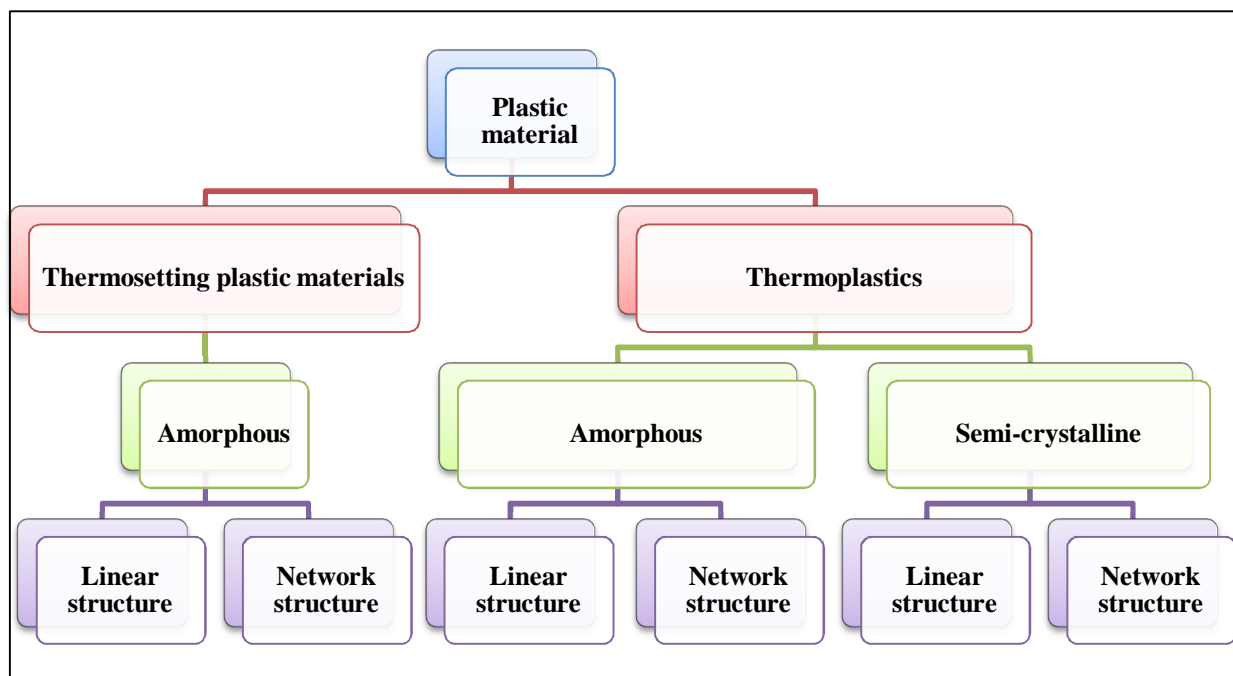 Plastic
material
Thermosetting plastic materials
Thermoplastics
Amorphous
Amorphous
Semi-crystalline
Linear
structure
Network
structure
Linear
structure
Network
structure
Linear
structure
Network
structure